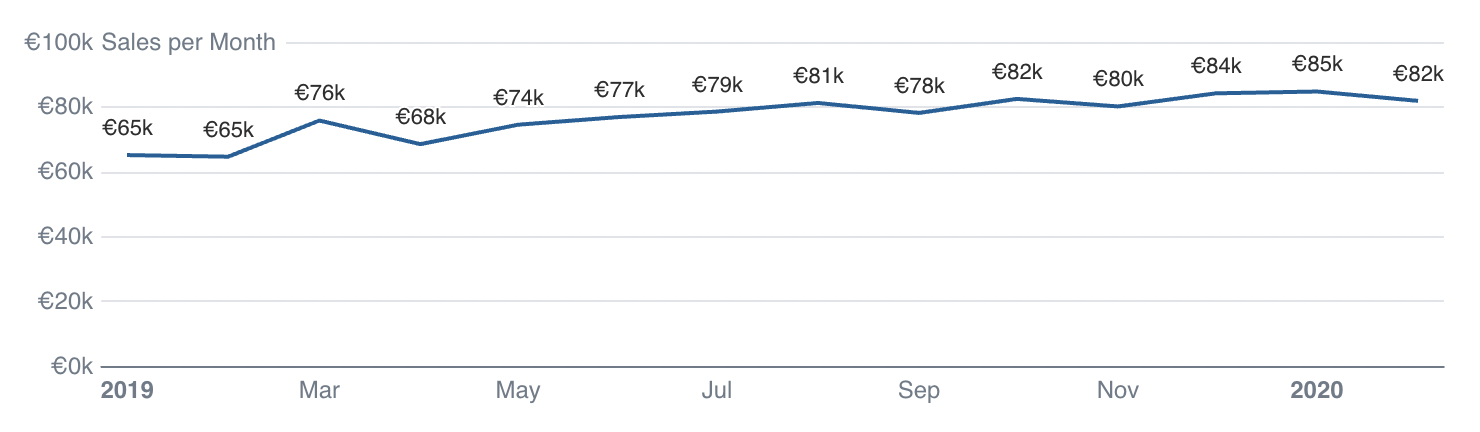 €100k Sales per Month
€85k
€84k
€82k
€82k
€81k
€80k
€79k
€78k
€77k
€76k
€74k
€80k
€68k
€65k
€65k
€60k
€40k
€20k
€0k
2019 Mar May Jul Sep Nov 2020